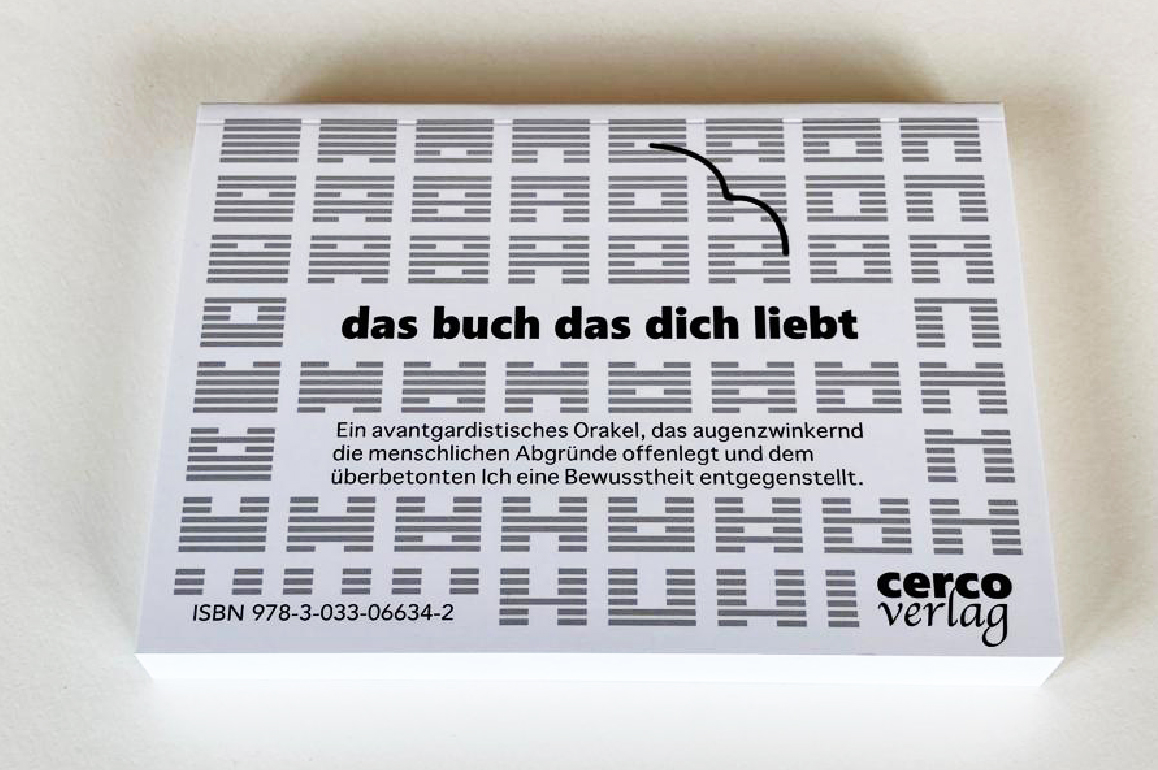 das buch das dich liebt
Ein avantgardistisches Orakel, das augenzwinkernd
die menschlichen Abgründe offenlegt und dem
überbetonten Ich eine Bewusstheit entgegengestellt.
ISBN 978-3-033-06634-2
cerco
verlag